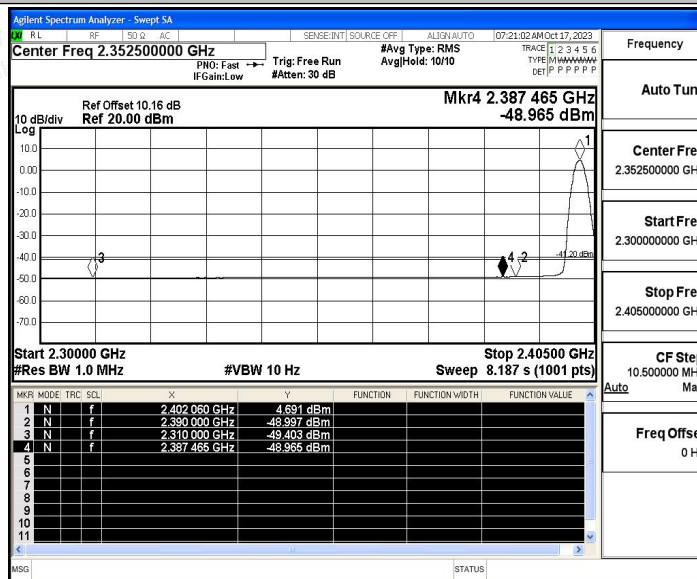 Agilent Spectrum Analyzer - Swept SA
RL RF 50 Ω AC SENSE:INT SOURCE OFF ALIGN AUTO 07:21:02 AM Oct 17, 2023
Center Freq 2.352500000 GHz
PNO: Fast
IFGain:Low
Trig: Free Run
#Atten: 30 dB
#Avg Type: RMS
Avg|Hold: 10/10
TRACE 1 2 3 4 5 6
TYPE M
DET P P P P P P
Ref Offset 10.16 dB
Ref 20.00 dBm
10 dB/div
Log
Mkr4 2.387 465 GHz
-48.965 dBm
10.0
0.00
-10.0
-20.0
-30.0
-40.0
-50.0
-60.0
-70.0
1
3
4
2
-41.20 dBm
Start 2.30000 GHz Stop 2.40500 GHz
#Res BW 1.0 MHz #VBW 10 Hz Sweep 8.187 s (1001 pts)
MKR MODE TRC SCL X Y FUNCTION FUNCTION WIDTH FUNCTION VALUE
1 N f 2.402 060 GHz 4.691 dBm
2 N f 2.390 000 GHz -48.997 dBm
3 N f 2.310 000 GHz -49.403 dBm
4 N f 2.387 465 GHz -48.965 dBm
5
6
7
8
9
10
11
MSG STATUS
Frequency
Auto Tun
Center Fre
2.352500000 GH
Start Fre
2.300000000 GH
Stop Fre
2.405000000 GH
CF Ste
10.500000 MH
Auto Ma
Freq Offse
0 H